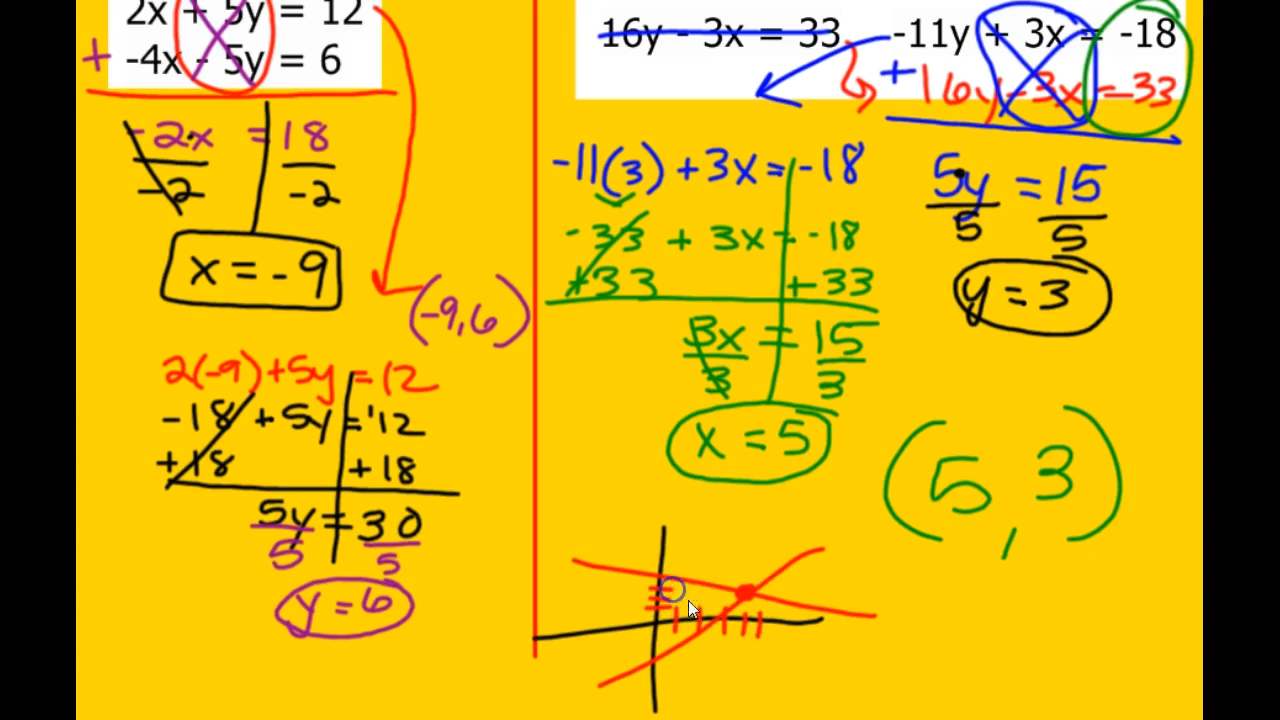 2x + 5y = 12
+ -4x - 5y = 6
-2x = 18
-2 -2
x = -9
(-9,6)
2(-9)+5y = 12
-18 + 5y = 12
+18 +18
5y = 30
5 5
y = 6
16y - 3x = 33
-11y + 3x = -18
+ 16y - 3x = 33
5y = 15
5 5
y = 3
-11(3) + 3x = -18
-33 + 3x = -18
+33 +33
3x = 15
3 3
x = 5
(5, 3)